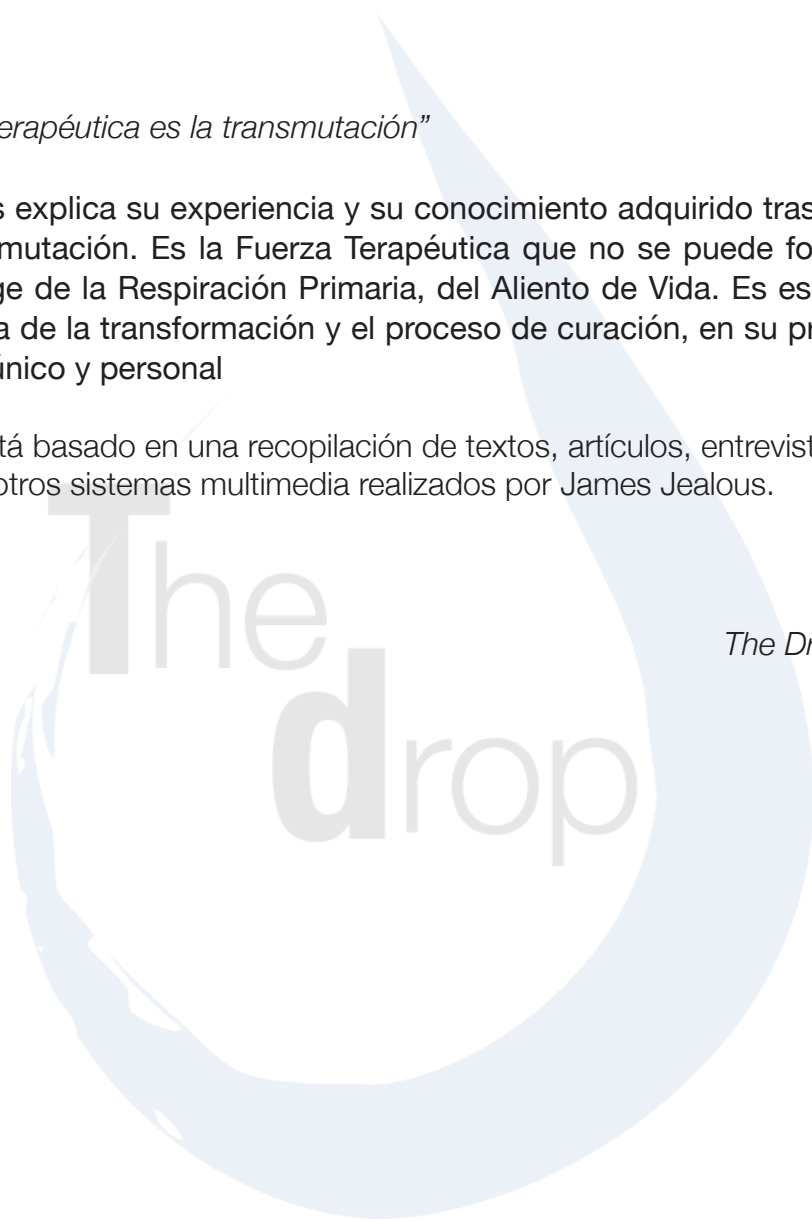 erapéutica es la transmutación”
s explica su experiencia y su conocimiento adquirido tras
mutación. Es la Fuerza Terapéutica que no se puede fo
ge de la Respiración Primaria, del Aliento de Vida. Es es
a de la transformación y el proceso de curación, en su pr
único y personal
tá basado en una recopilación de textos, artículos, entrevist
otros sistemas multimedia realizados por James Jealous.
The Dr
The
drop